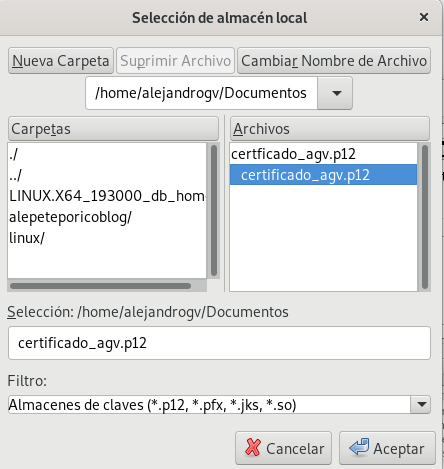 Selección de almacén local
Nueva Carpeta Suprimir Archivo Cambiar Nombre de Archivo
/home/alejandrogv/Documentos
Carpetas
./
../
LINUX.X64_193000_db_hom
alepeteporicoblog/
linux/
Archivos
certficado_agv.p12
certificado_agv.p12
Selección: /home/alejandrogv/Documentos
certificado_agv.p12
Filtro:
Almacenes de claves (*.p12, *.pfx, *.jks, *.so)
Cancelar Aceptar